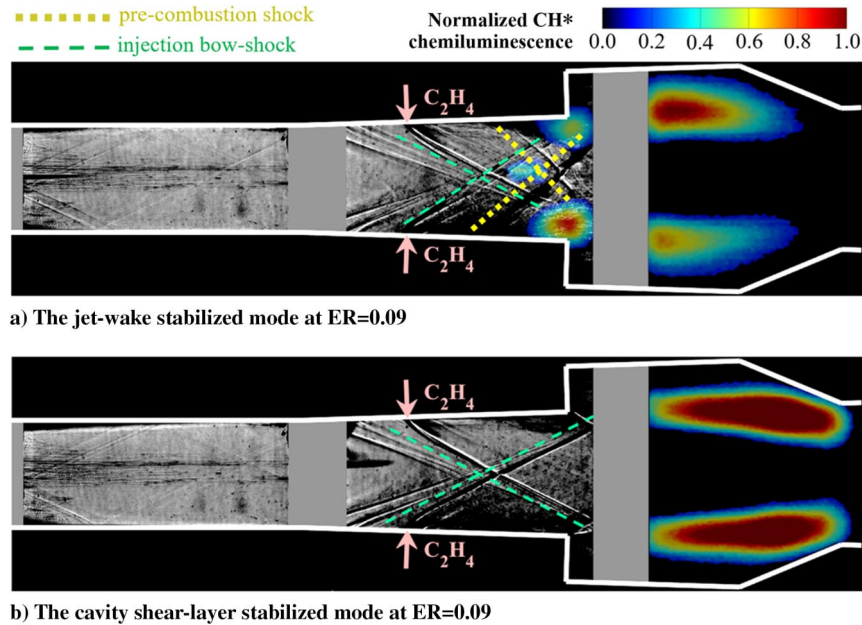 pre-combustion shock
injection bow-shock
Normalized CH*
chemiluminescence
0.0 0.2 0.4 0.6 0.8 1.0
C₂H₄
C₂H₄
a) The jet-wake stabilized mode at ER=0.09
C₂H₄
C₂H₄
b) The cavity shear-layer stabilized mode at ER=0.09